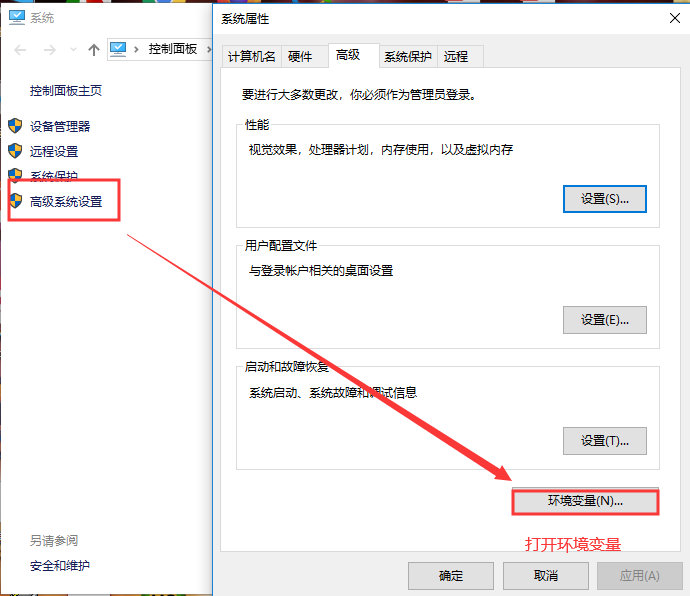 系统
控制面板
控制面板主页
设备管理器
远程设置
系统保护
高级系统设置
另请参阅
安全和维护
系统属性
计算机名
硬件
高级
系统保护
远程
要进行大多数更改，你必须作为管理员登录。
性能
视觉效果，处理器计划，内存使用，以及虚拟内存
设置(S)...
用户配置文件
与登录帐户相关的桌面设置
设置(E)...
启动和故障恢复
系统启动、系统故障和调试信息
设置(T)...
环境变量(N)...
打开环境变量
确定
取消
应用(A)